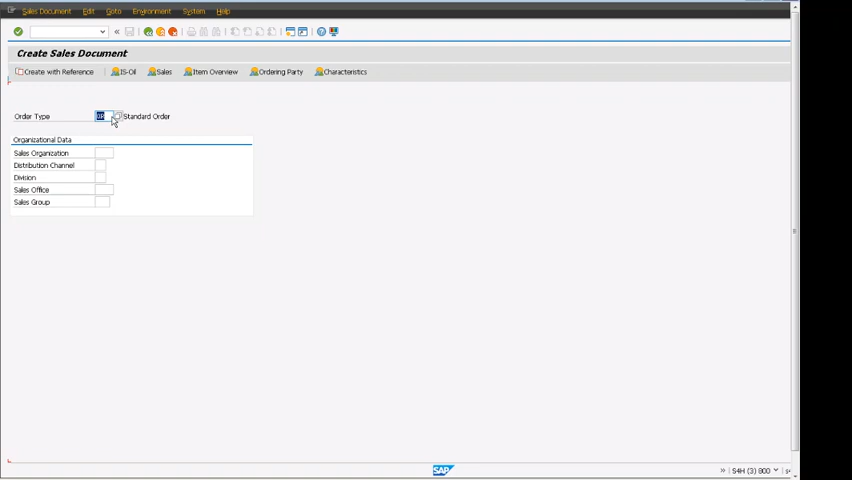 Sales Document Edit Goto Environment System Help
Create Sales Document
Create with Reference IS-Oil Sales Item Overview Ordering Party Characteristics
Order Type OR Standard Order
Organizational Data
Sales Organization
Distribution Channel
Division
Sales Office
Sales Group
SAP S4H (3) 800